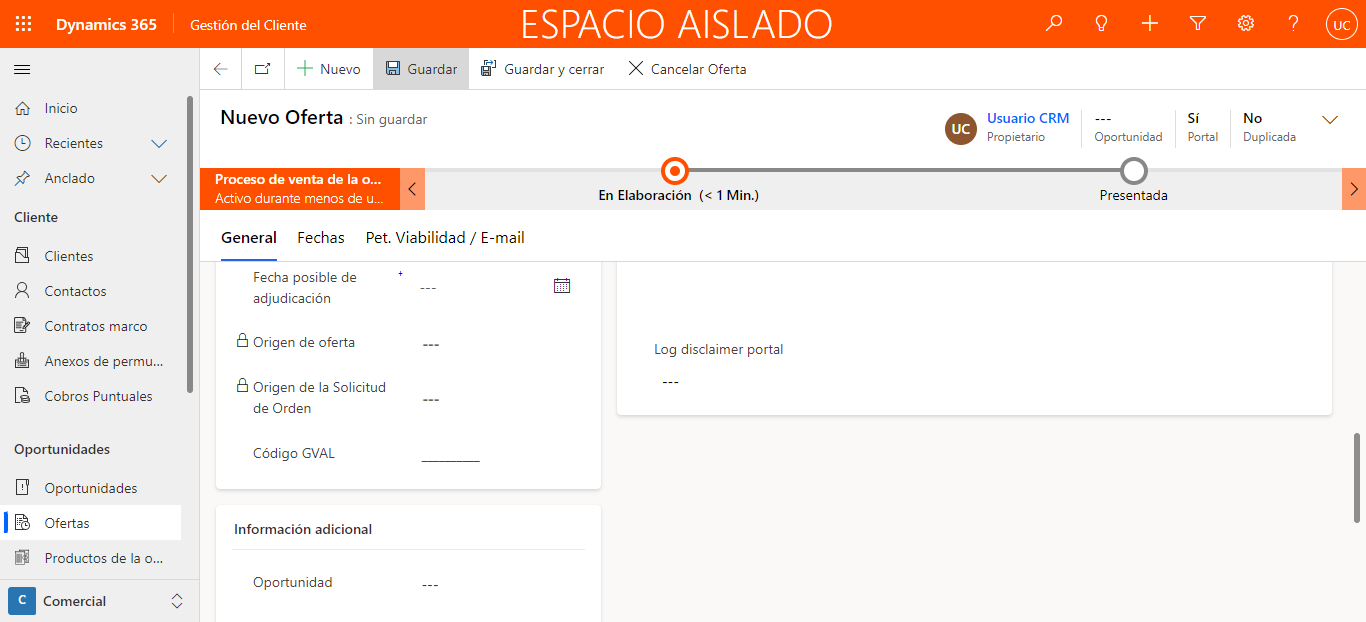 Dynamics 365
Gestión del Cliente
ESPACIO AISLADO
UC
Nuevo
Guardar
Guardar y cerrar
Cancelar Oferta
Inicio
Recientes
Anclado
Cliente
Clientes
Contactos
Contratos marco
Anexos de permu...
Cobros Puntuales
Oportunidades
Oportunidades
Ofertas
Productos de la o...
C
Comercial
Nuevo Oferta : Sin guardar
UC
Usuario CRM
Propietario
---
Oportunidad
Sí
Portal
No
Duplicada
Proceso de venta de la o...
Activo durante menos de u...
En Elaboración (< 1 Min.)
Presentada
General
Fechas
Pet. Viabilidad / E-mail
Fecha posible de
adjudicación
+
---
Origen de oferta
---
Origen de la Solicitud
de Orden
---
Código GVAL
__________
Información adicional
Oportunidad
---
Log disclaimer portal
---